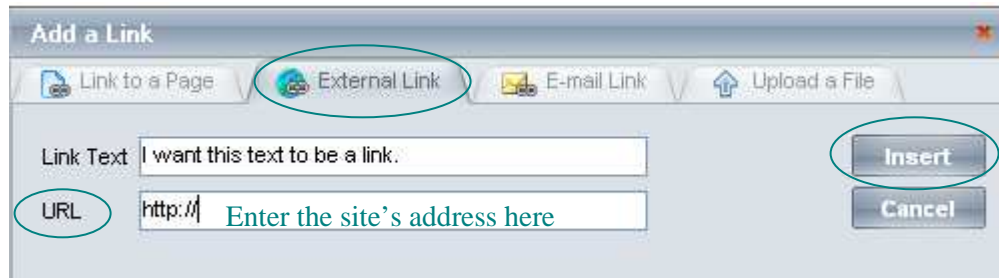 Add a Link
Link to a Page External Link E-mail Link Upload a File
Link Text I want this text to be a link. Insert
URL http:// Enter the site's address here Cancel